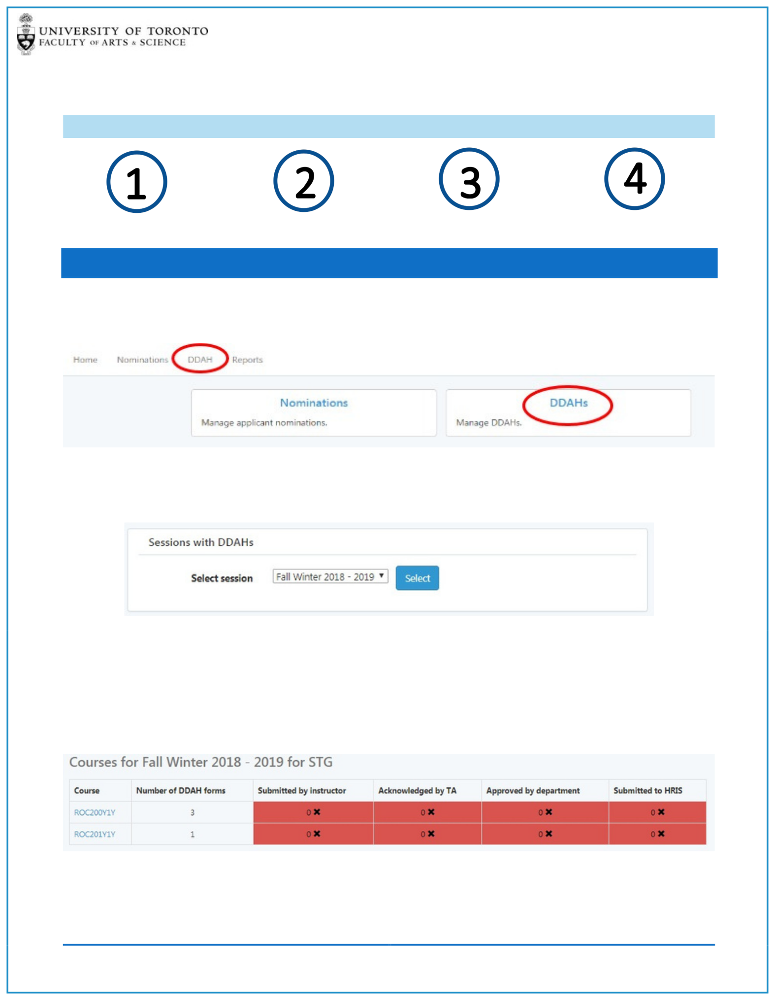 UNIVERSITY OF TORONTO
FACULTY OF ARTS & SCIENCE
1 2 3 4
Home Nominations DDAH Reports
Nominations DDAHs
Manage applicant nominations. Manage DDAHs.
Sessions with DDAHs
Select session Fall Winter 2018 - 2019 ▼ Select
Courses for Fall Winter 2018 - 2019 for STG
Course Number of DDAH forms Submitted by instructor Acknowledged by TA Approved by department Submitted to HRIS
ROC200Y1Y 3 0 ✖ 0 ✖ 0 ✖ 0 ✖
ROC201Y1Y 1 0 ✖ 0 ✖ 0 ✖ 0 ✖